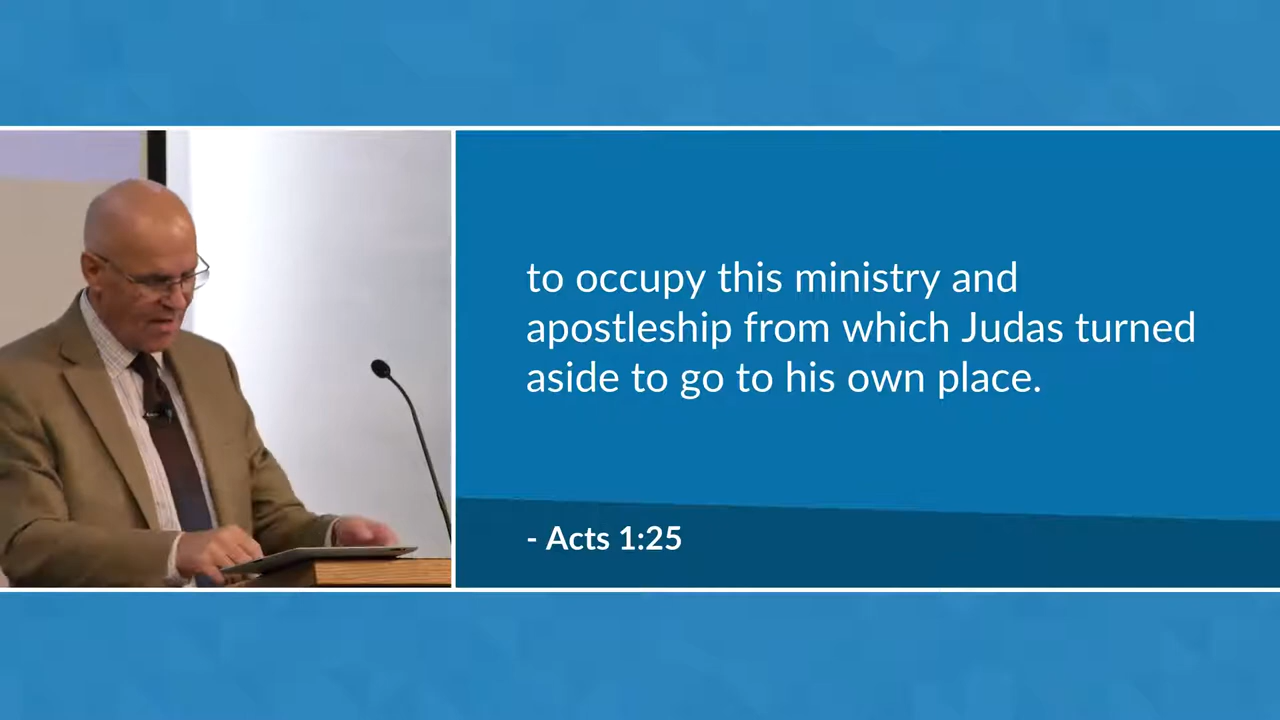 to occupy this ministry and
apostleship from which Judas turned
aside to go to his own place.
- Acts 1:25